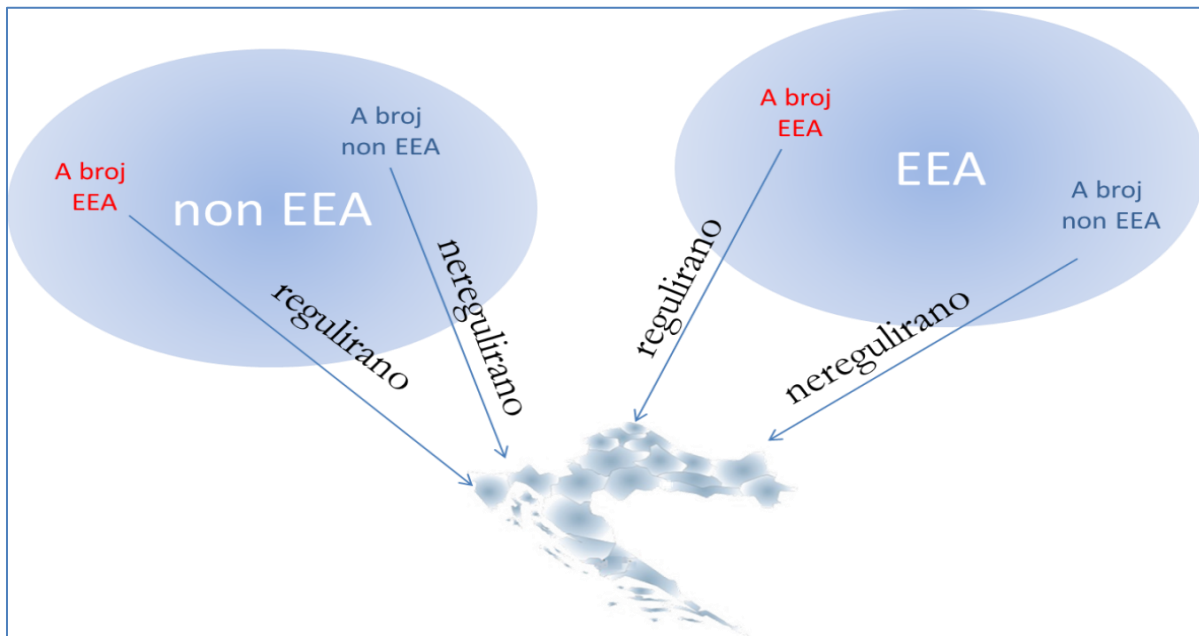 A broj
EEA
non EEA
A broj
non EEA
regulirano
neregulirano
A broj
EEA
EEA
A broj
non EEA
regulirano
neregulirano